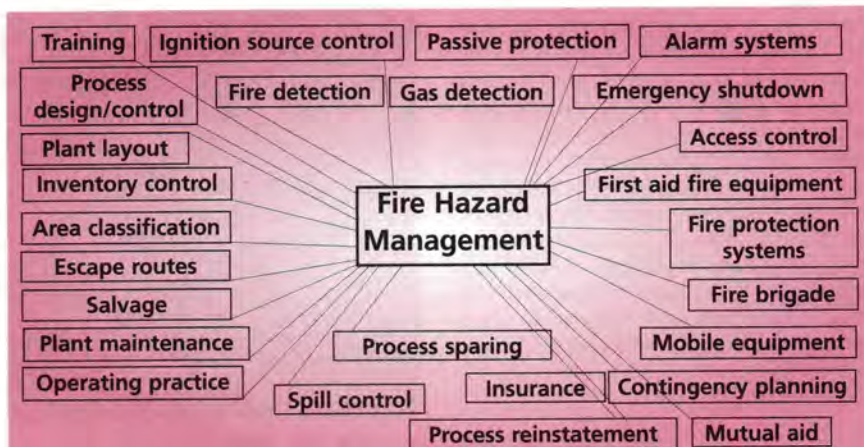 Training
Ignition source control
Passive protection
Alarm systems
Process
design/control
Fire detection
Gas detection
Emergency shutdown
Plant layout
Access control
Inventory control
First aid fire equipment
Fire Hazard
Management
Area classification
Fire protection
systems
Escape routes
Fire brigade
Salvage
Plant maintenance
Process sparing
Mobile equipment
Operating practice
Spill control
Insurance
Contingency planning
Process reinstatement
Mutual aid